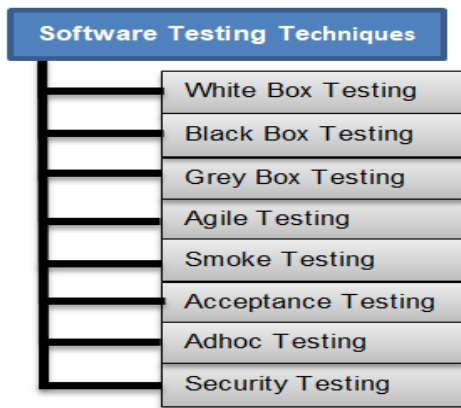 Software Testing Techniques
White Box Testing
Black Box Testing
Grey Box Testing
Agile Testing
Smoke Testing
Acceptance Testing
Adhoc Testing
Security Testing